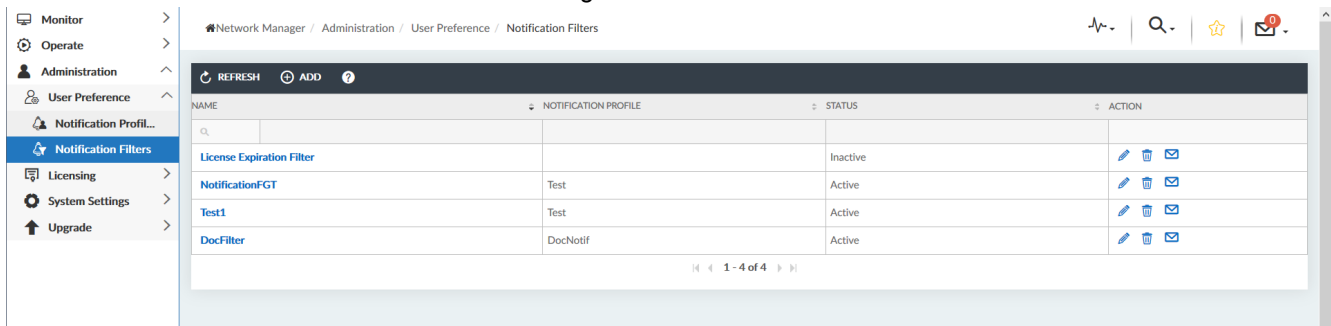 Monitor
Operate
Administration
User Preference
Notification Profil...
Notification Filters
Licensing
System Settings
Upgrade
Network Manager / Administration / User Preference / Notification Filters
0
REFRESH ADD ?
NAME NOTIFICATION PROFILE STATUS ACTION
License Expiration Filter Inactive
NotificationFGT Test Active
Test1 Test Active
DocFilter DocNotif Active
1 - 4 of 4